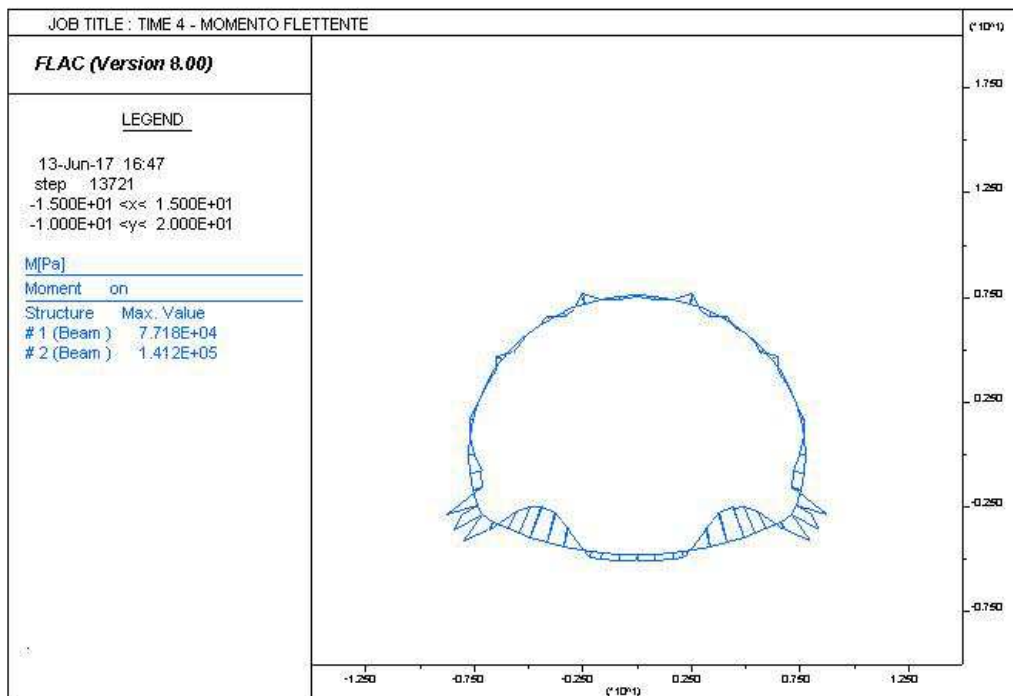 JOB TITLE : TIME 4 - MOMENTO FLETTENTE
(*10^1)
FLAC (Version 8.00)
LEGEND
13-Jun-17 16:47
step 13721
-1.500E+01 <x< 1.500E+01
-1.000E+01 <y< 2.000E+01
M[Pa]
Moment on
Structure Max. Value
# 1 (Beam ) 7.718E+04
# 2 (Beam ) 1.412E+05
1.750
1.250
0.750
0.250
-0.250
-0.750
-1.250 -0.750 -0.250 0.250 0.750 1.250
(*10^1)